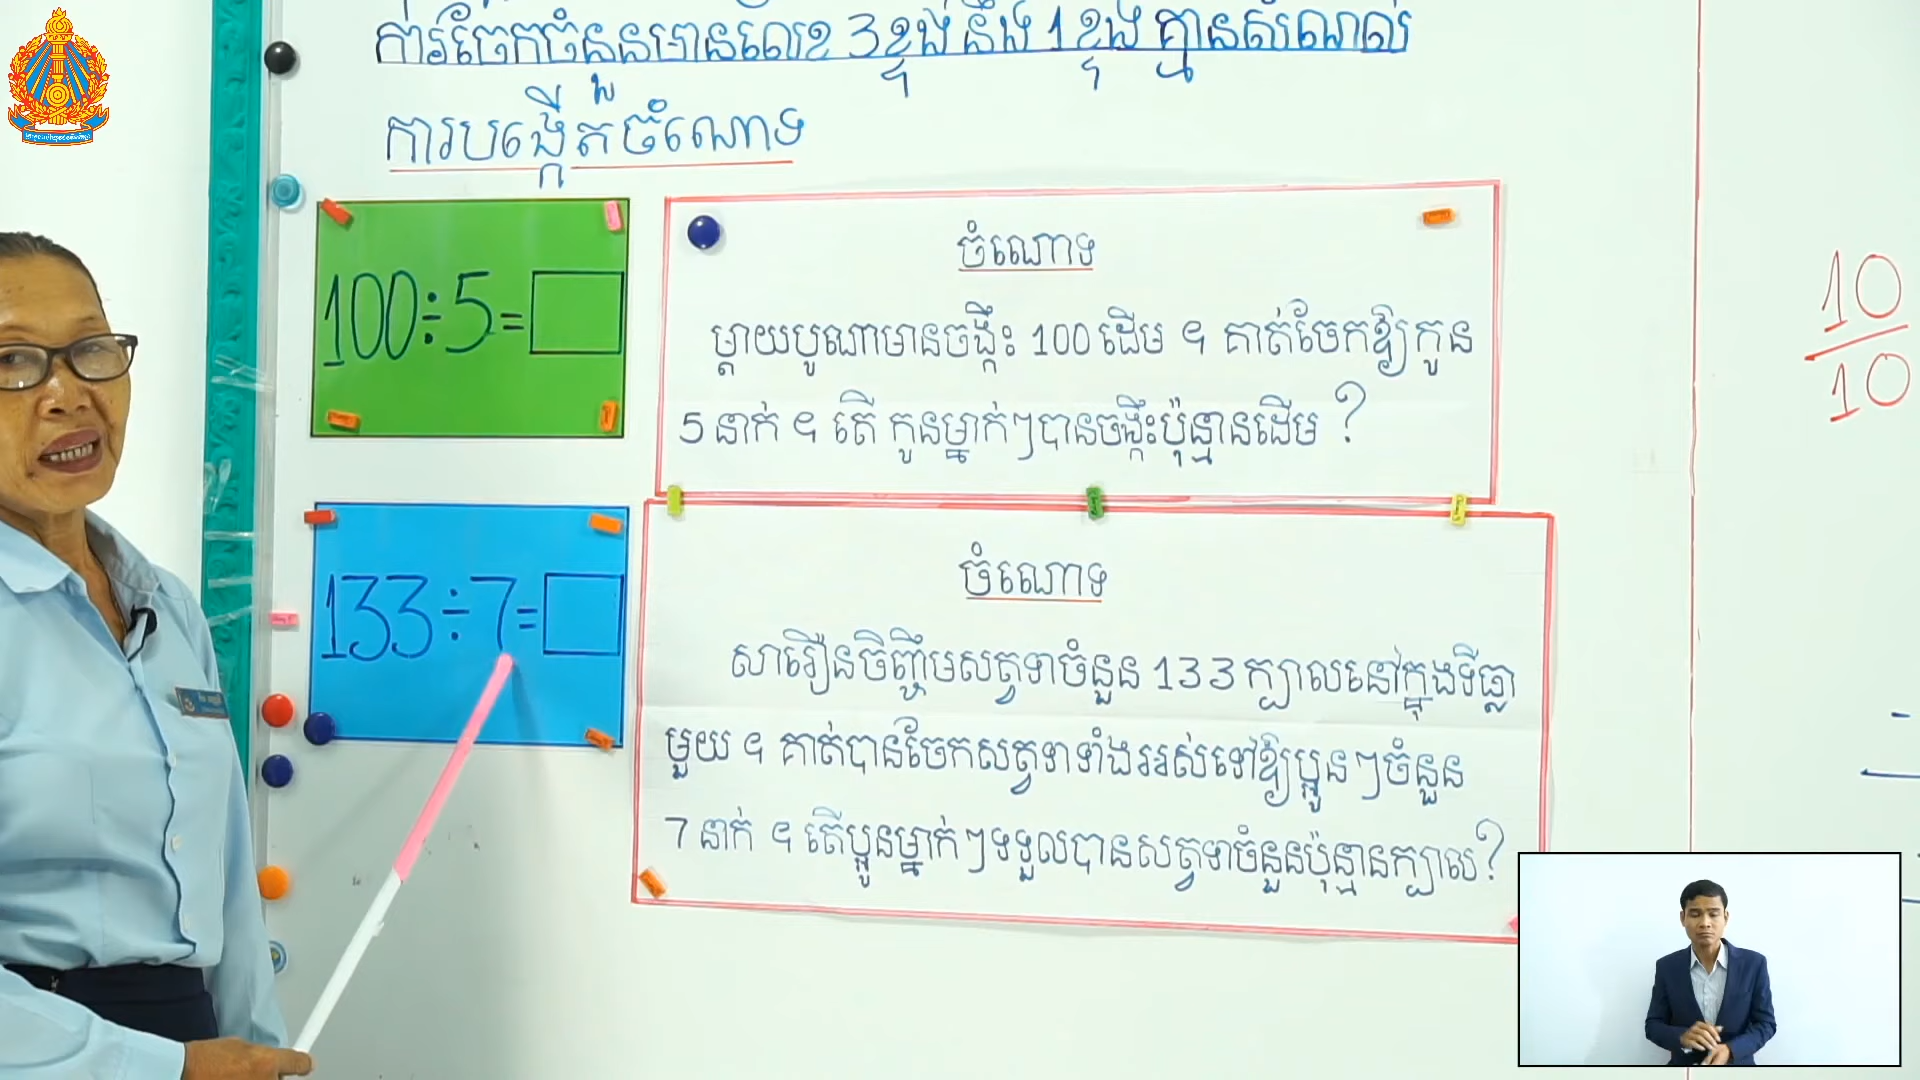 ការចែកចំនួនមានលេខ 3 ខ្ទង់ នឹង 1 ខ្ទង់ គ្មានសំណល់
ការបង្កើតចំណោទ
100÷5=
ចំណោទ
ម្ដាយបូណាមានចង្កឹះ 100 ដើម ។ គាត់ចែកឱ្យកូន
5 នាក់ ។ តើ កូនម្នាក់ៗបានចង្កឹះប៉ុន្មានដើម ?
133÷7=
ចំណោទ
សារឿនចិញ្ចឹមសត្វទាចំនួន 133 ក្បាលនៅក្នុងទីធ្លា
មួយ ។ គាត់បានចែកសត្វទាទាំងអស់ទៅឱ្យប្អូនៗចំនួន
7 នាក់ ។ តើប្អូនម្នាក់ៗទទួលបានសត្វទាចំនួនប៉ុន្មានក្បាល?
10
10